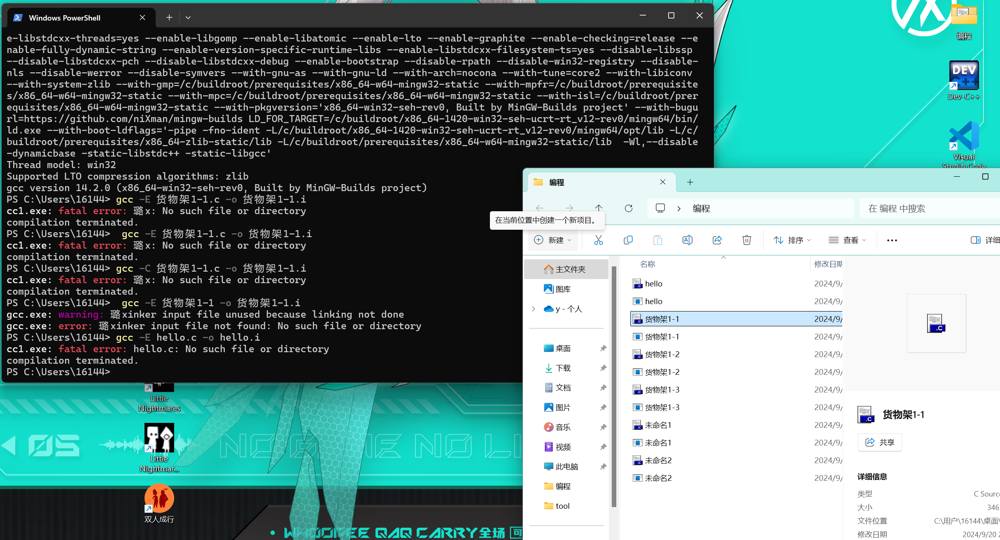 Windows PowerShell
e-libstdcxx-threads=yes --enable-libgomp --enable-libatomic --enable-lto --enable-graphite --enable-checking=release --e
nable-fully-dynamic-string --enable-version-specific-runtime-libs --enable-libstdcxx-filesystem-ts=yes --disable-libssp
--disable-libstdcxx-pch --disable-libstdcxx-debug --enable-bootstrap --disable-rpath --disable-win32-registry --disable-
nls --disable-werror --disable-symvers --with-gnu-as --with-gnu-ld --with-arch=nocona --with-tune=core2 --with-libiconv
--with-system-zlib --with-gmp=/c/buildroot/prerequisites/x86_64-w64-mingw32-static --with-mpfr=/c/buildroot/prerequisite
s/x86_64-w64-mingw32-static --with-mpc=/c/buildroot/prerequisites/x86_64-w64-mingw32-static --with-isl=/c/buildroot/prer
equisites/x86_64-w64-mingw32-static --with-pkgversion='x86_64-win32-seh-rev0, Built by MinGW-Builds project' --with-bugu
rl=https://github.com/niXman/mingw-builds LD_FOR_TARGET=/c/buildroot/x86_64-1420-win32-seh-ucrt-rt_v12-rev0/mingw64/bin/
ld.exe --with-boot-ldflags='-pipe -fno-ident -L/c/buildroot/x86_64-1420-win32-seh-ucrt-rt_v12-rev0/mingw64/opt/lib -L/c/
buildroot/prerequisites/x86_64-zlib-static/lib -L/c/buildroot/prerequisites/x86_64-w64-mingw32-static/lib  -Wl,--disable
-dynamicbase -static-libstdc++ -static-libgcc'
Thread model: win32
Supported LTO compression algorithms: zlib
gcc version 14.2.0 (x86_64-win32-seh-rev0, Built by MinGW-Builds project)
PS C:\Users\16144> gcc -E 货物架1-1.c -o 货物架1-1.i
cc1.exe: fatal error: 璐x: No such file or directory
compilation terminated.
PS C:\Users\16144>  gcc -E 货物架1-1.c -o 货物架1-1.i
cc1.exe: fatal error: 璐x: No such file or directory
compilation terminated.
PS C:\Users\16144> gcc -C 货物架1-1.c -o 货物架1-1.i
cc1.exe: fatal error: 璐x: No such file or directory
compilation terminated.
PS C:\Users\16144>  gcc -E 货物架1-1 -o 货物架1-1.i
gcc.exe: warning: 璐xinker input file unused because linking not done
gcc.exe: error: 璐xinker input file not found: No such file or directory
PS C:\Users\16144> gcc -E hello.c -o hello.i
cc1.exe: fatal error: hello.c: No such file or directory
compilation terminated.
PS C:\Users\16144>
编程
DEV
C++
Dev-C++
Visual
Studio Code
编程
编程
在 编程 中搜索
在当前位置中创建一个新项目。
新建
排序
查看
详细
主文件夹
图库
y - 个人
桌面
下载
文档
图片
音乐
视频
此电脑
编程
tool
名称
修改日期
hello 2024/9/
hello 2024/9/
货物架1-1 2024/9/
货物架1-1 2024/9/
货物架1-2 2024/9/
货物架1-2 2024/9/
货物架1-3 2024/9/
货物架1-3 2024/9/
未命名1 2024/9/
未命名1 2024/9/
未命名2 2024/9/
未命名2 2024/9/
DEV
.C
货物架1-1
共享
详细信息
类型 C Sourc
大小 346
文件位置 C:\用户\16144\桌面\
修改日期 2024/9/20 2
Little
Nightmares
Little
Nightmar...
双人成行
05
CARRY全场